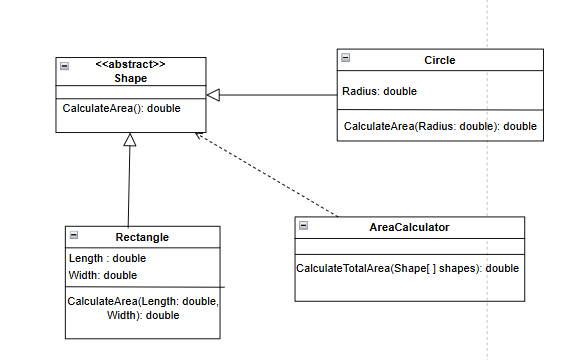 <<abstract>>
Shape
CalculateArea(): double
Circle
Radius: double
CalculateArea(Radius: double): double
Rectangle
Length : double
Width: double
CalculateArea(Length: double,
Width): double
AreaCalculator
CalculateTotalArea(Shape[ ] shapes): double